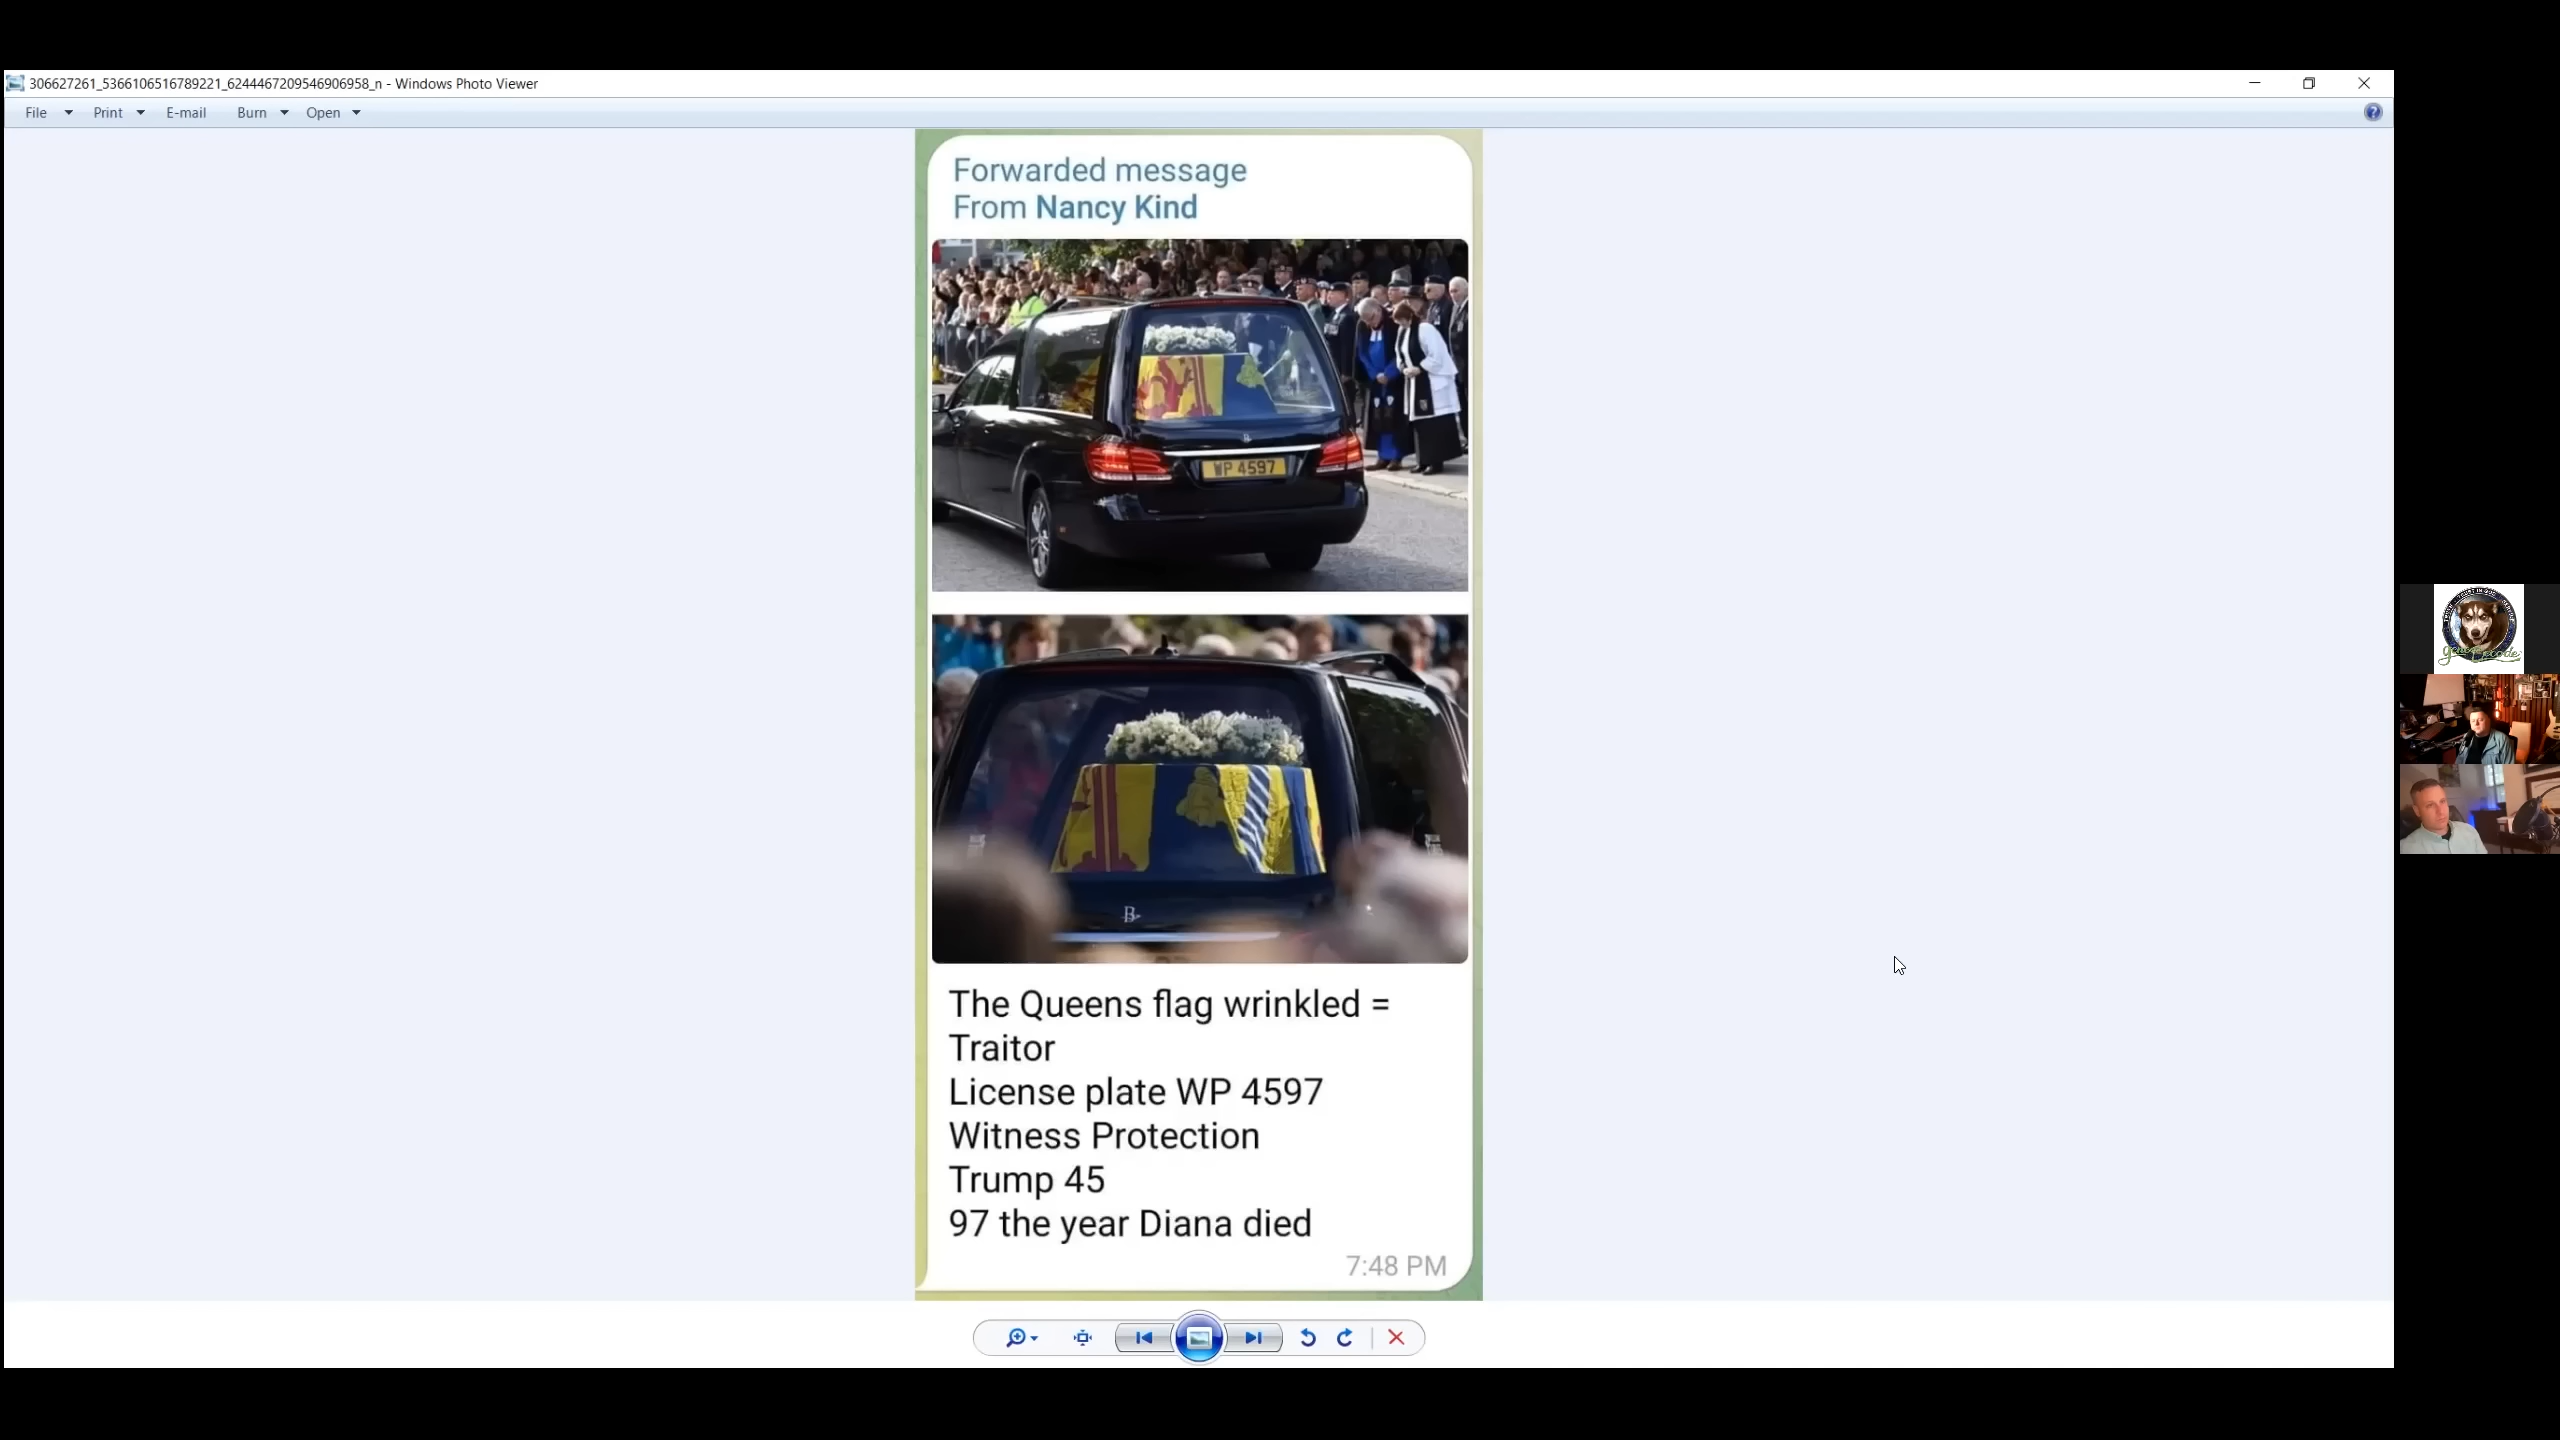 306627261_5366106516789221_6244467209546906958_n - Windows Photo Viewer
File Print E-mail Burn Open
Forwarded message
From Nancy Kind
WP 4597
B
The Queens flag wrinkled =
Traitor
License plate WP 4597
Witness Protection
Trump 45
97 the year Diana died
7:48 PM